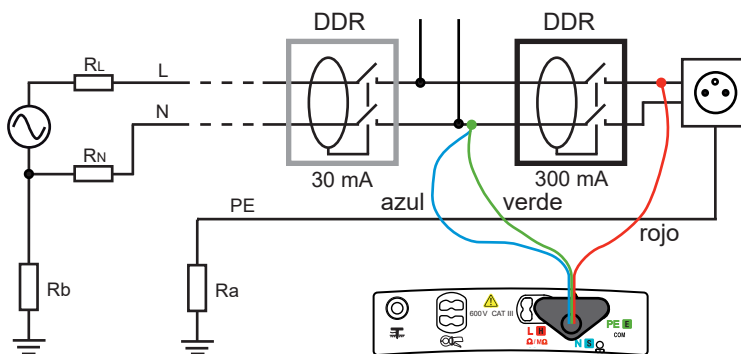 DDR
DDR
RL
L
N
RN
30 mA
300 mA
azul
verde
rojo
PE
Rb
Ra
600 V CAT III
L H
Ω/MΩ
N S
PE E
COM